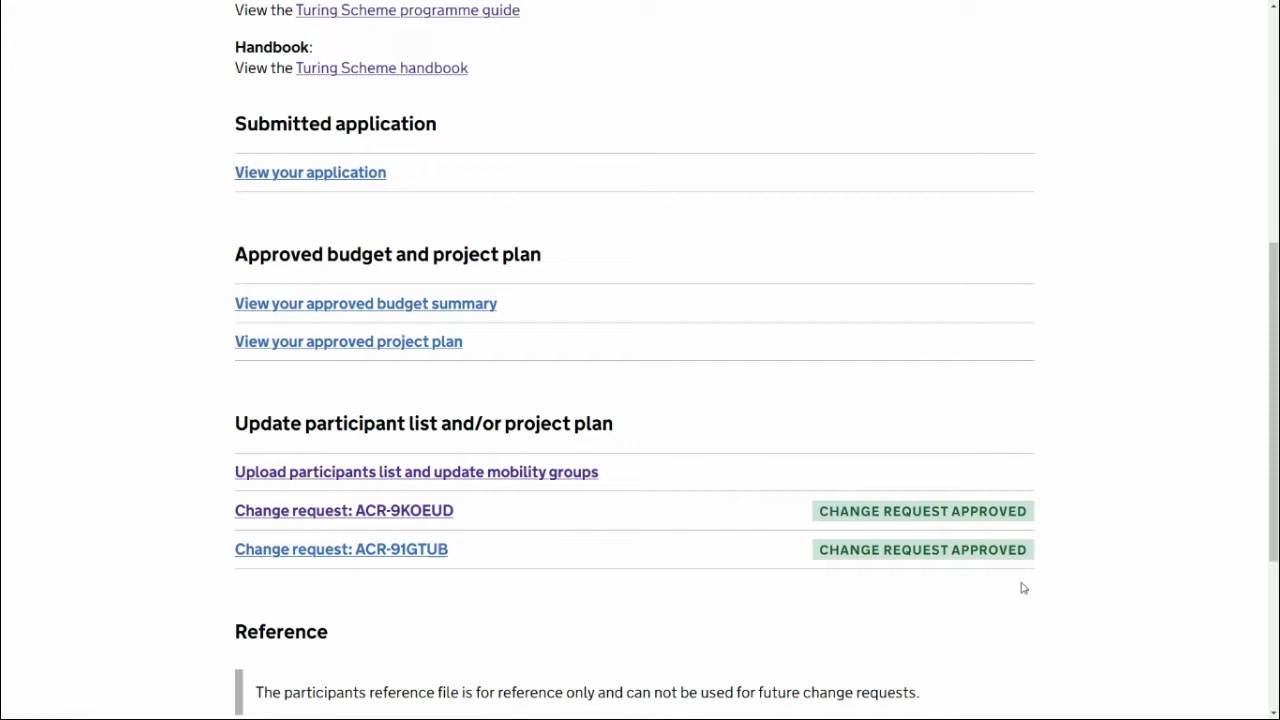 View the Turing Scheme programme guide
Handbook:
View the Turing Scheme handbook
Submitted application
View your application
Approved budget and project plan
View your approved budget summary
View your approved project plan
Update participant list and/or project plan
Upload participants list and update mobility groups
Change request: ACR-9KOEUD CHANGE REQUEST APPROVED
Change request: ACR-91GTUB CHANGE REQUEST APPROVED
Reference
The participants reference file is for reference only and can not be used for future change requests.